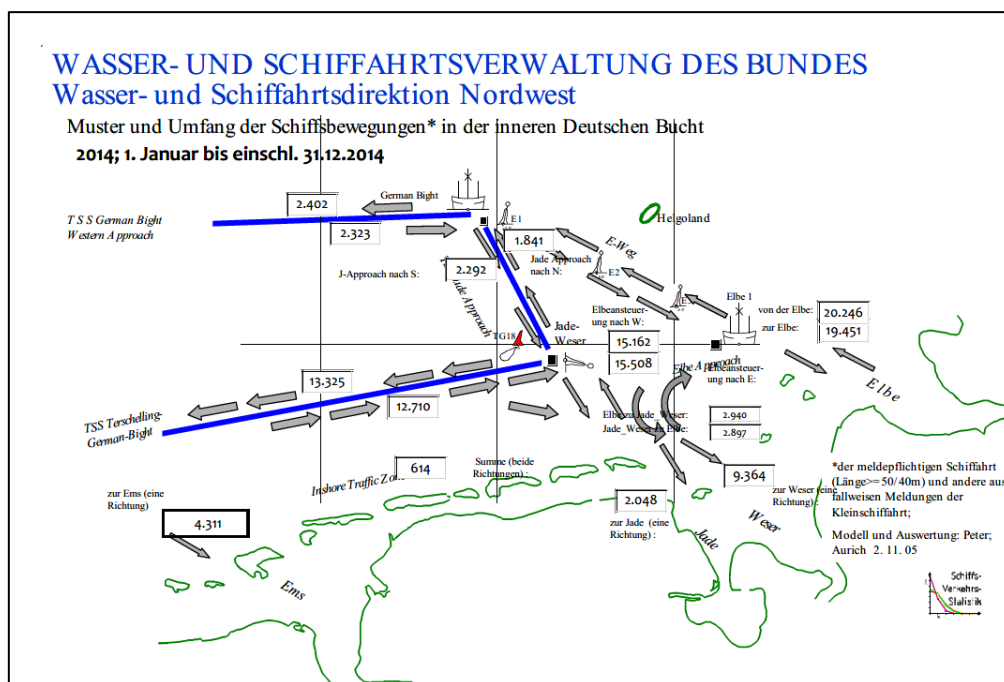 WASSER- UND SCHIFFAHRTSVERWALTUNG DES BUNDES
Wasser- und Schiffahrtsdirektion Nordwest
Muster und Umfang der Schiffsbewegungen* in der inneren Deutschen Bucht
2014; 1. Januar bis einschl. 31.12.2014
2.402
German Bight
T S S German Bight
Western Approach
2.323
E1
Helgoland
1.841
E-Weg
J-Approach nach S:
2.292
Jade Approach
nach N:
E2
Approach
Elbe 1
von der Elbe:
20.246
zur Elbe:
19.451
Elbeansteuer-
ung nach W:
TG18
Jade-
Weser
15.162
15.508
Elbe Approach
Elbeansteuer-
ung nach E:
Elbe
13.325
12.710
TSS Terschelling-
German-Bight
Elbe zu Jade_Weser:
2.940
Jade_Weser zu Elbe:
2.897
614
Summe (beide
Richtungen) :
Inshore Traffic
9.364
zur Weser (eine
Richtung) :
2.048
zur Jade (eine
Richtung) :
Jade
Weser
zur Ems (eine
Richtung)
4.311
Ems
*der meldepflichtigen Schiffahrt
(Länge>= 50/40m) und andere aus
fallweisen Meldungen der
Kleinschiffahrt;
Modell und Auswertung: Peter;
Aurich 2. 11. 05
Schiffs-
Verkehrs-
Statistik